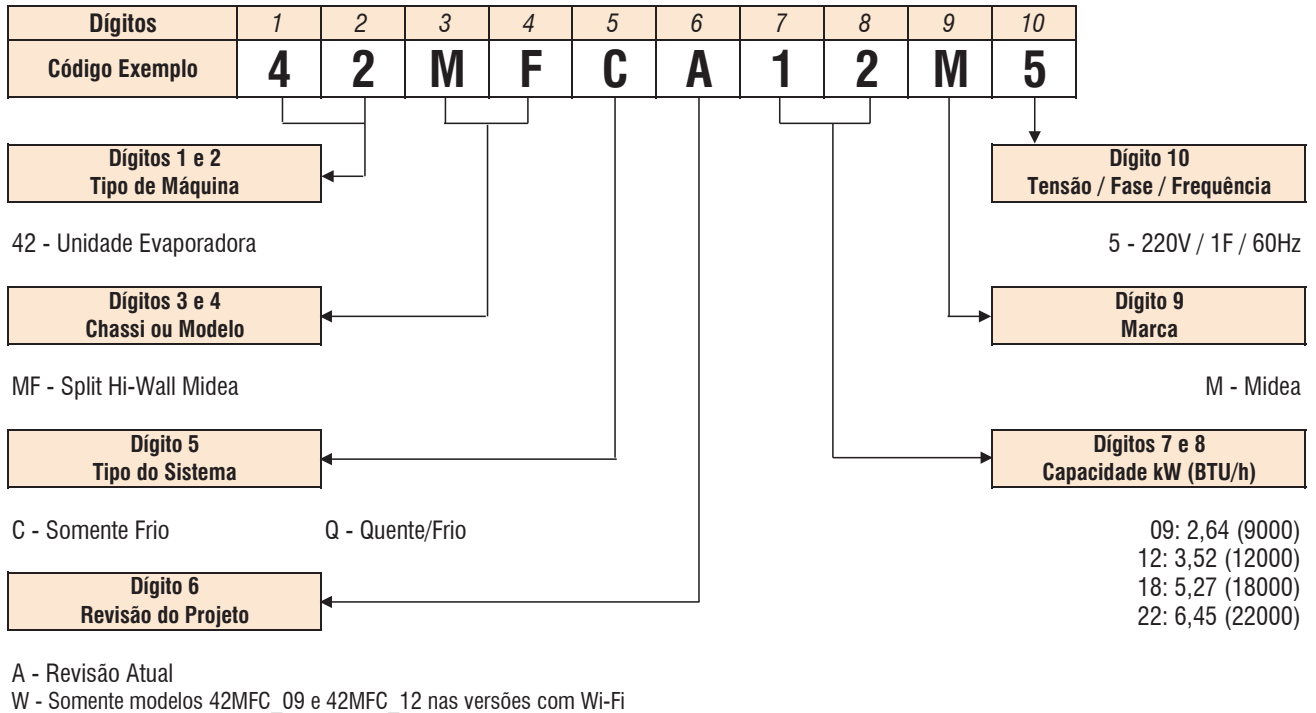 Dígitos 1 2 3 4 5 6 7 8 9 10
Código Exemplo 4 2 M F C A 1 2 M 5
Dígitos 1 e 2
Tipo de Máquina
42 - Unidade Evaporadora
Dígitos 3 e 4
Chassi ou Modelo
MF - Split Hi-Wall Midea
Dígito 5
Tipo do Sistema
C - Somente Frio Q - Quente/Frio
Dígito 6
Revisão do Projeto
A - Revisão Atual
W - Somente modelos 42MFC_09 e 42MFC_12 nas versões com Wi-Fi
Dígito 10
Tensão / Fase / Frequência
5 - 220V / 1F / 60Hz
Dígito 9
Marca
M - Midea
Dígitos 7 e 8
Capacidade kW (BTU/h)
09: 2,64 (9000)
12: 3,52 (12000)
18: 5,27 (18000)
22: 6,45 (22000)